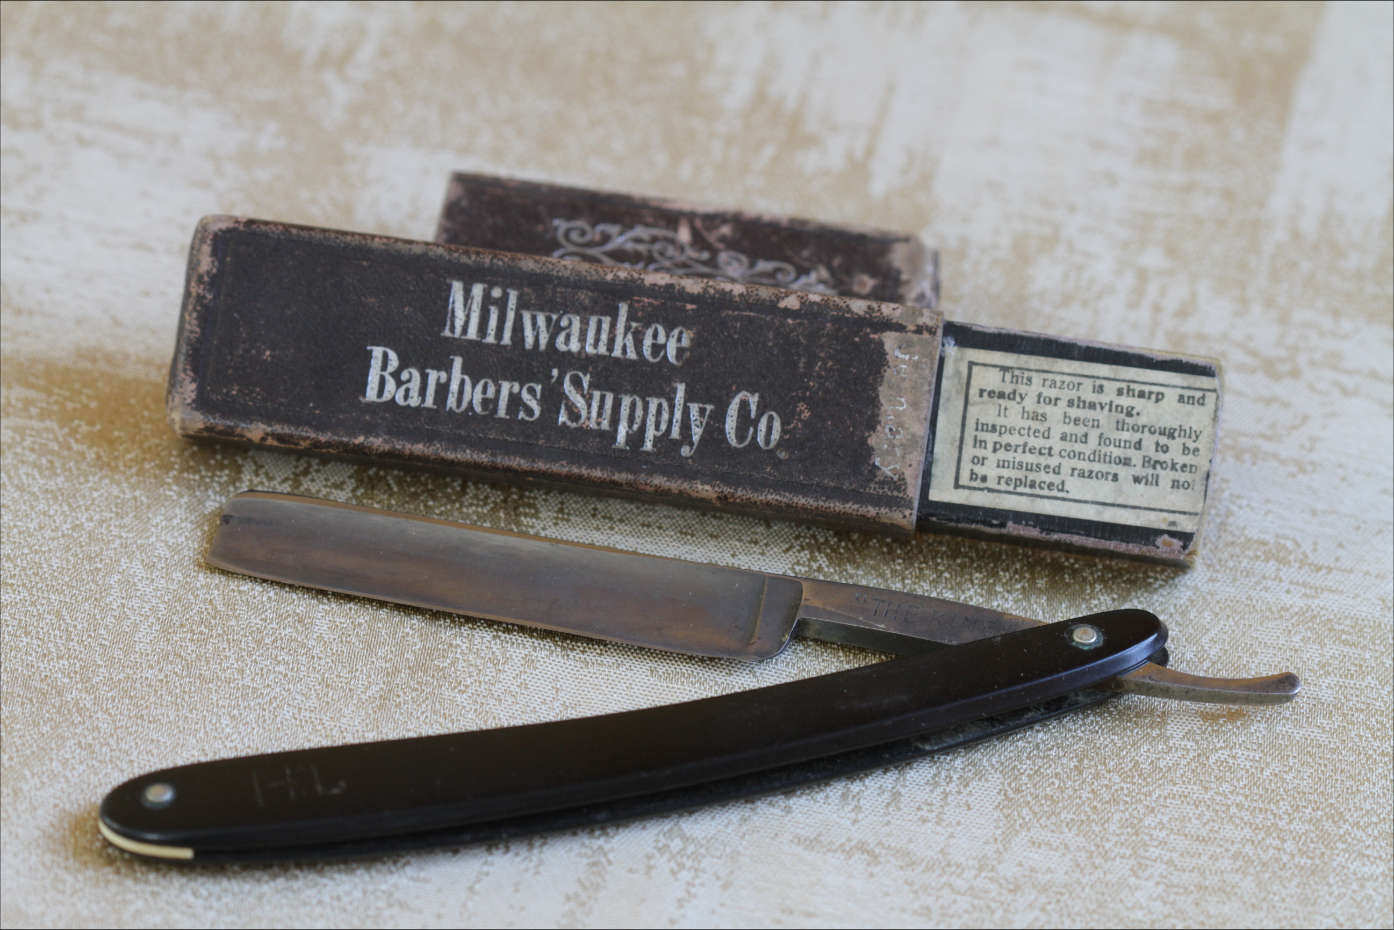 Milwaukee
Barbers' Supply Co.
This razor is sharp and
ready for shaving.
It has been thoroughly
inspected and found to be
in perfect condition. Broken
or misused razors will not
be replaced.
"THE